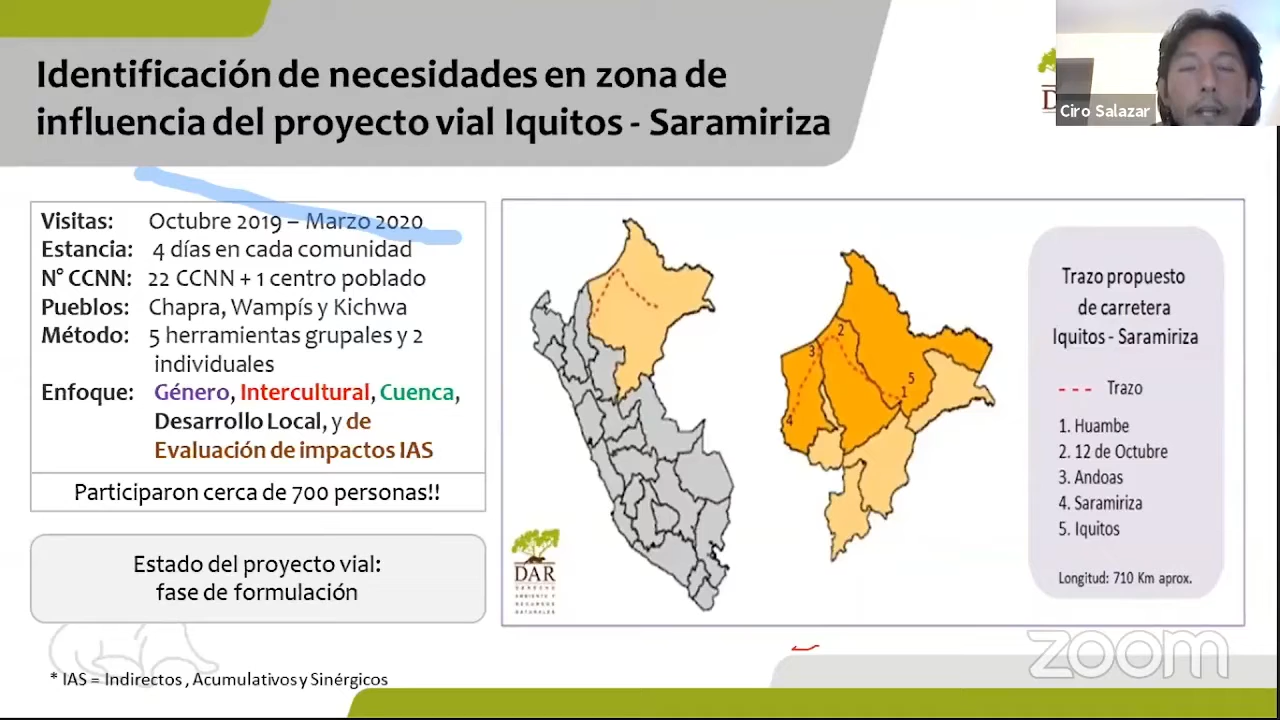 Identificación de necesidades en zona de
influencia del proyecto vial Iquitos - Saramiriza
Ciro Salazar
Visitas: Octubre 2019 – Marzo 2020
Estancia: 4 días en cada comunidad
N° CCNN: 22 CCNN + 1 centro poblado
Pueblos: Chapra, Wampís y Kichwa
Método: 5 herramientas grupales y 2
individuales
Enfoque: Género, Intercultural, Cuenca,
Desarrollo Local, y de
Evaluación de impactos IAS
Participaron cerca de 700 personas!!
Estado del proyecto vial:
fase de formulación
* IAS = Indirectos , Acumulativos y Sinérgicos
DAR
DERECHO
AMBIENTE Y
RECURSOS
NATURALES
2
3
5
1
4
Trazo propuesto
de carretera
Iquitos - Saramiriza
Trazo
1. Huambe
2. 12 de Octubre
3. Andoas
4. Saramiriza
5. Iquitos
Longitud: 710 Km aprox.
zoom